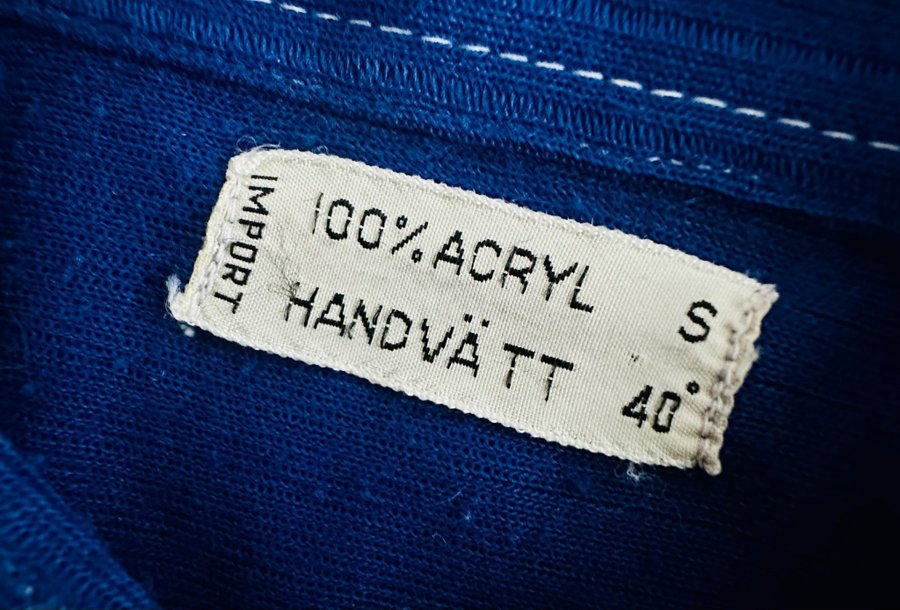 IMPORT
100% ACRYL
S
HANDVÄTT
40°